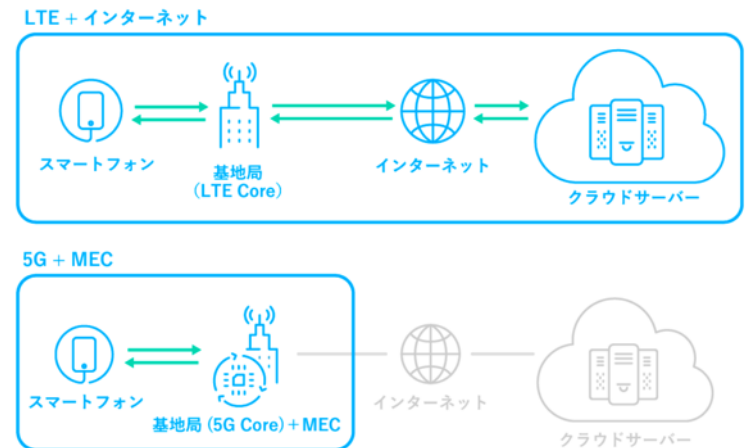 LTE + インターネット
スマートフォン
基地局
(LTE Core)
インターネット
クラウドサーバー
5G + MEC
スマートフォン
基地局 (5G Core)+MEC
インターネット
クラウドサーバー